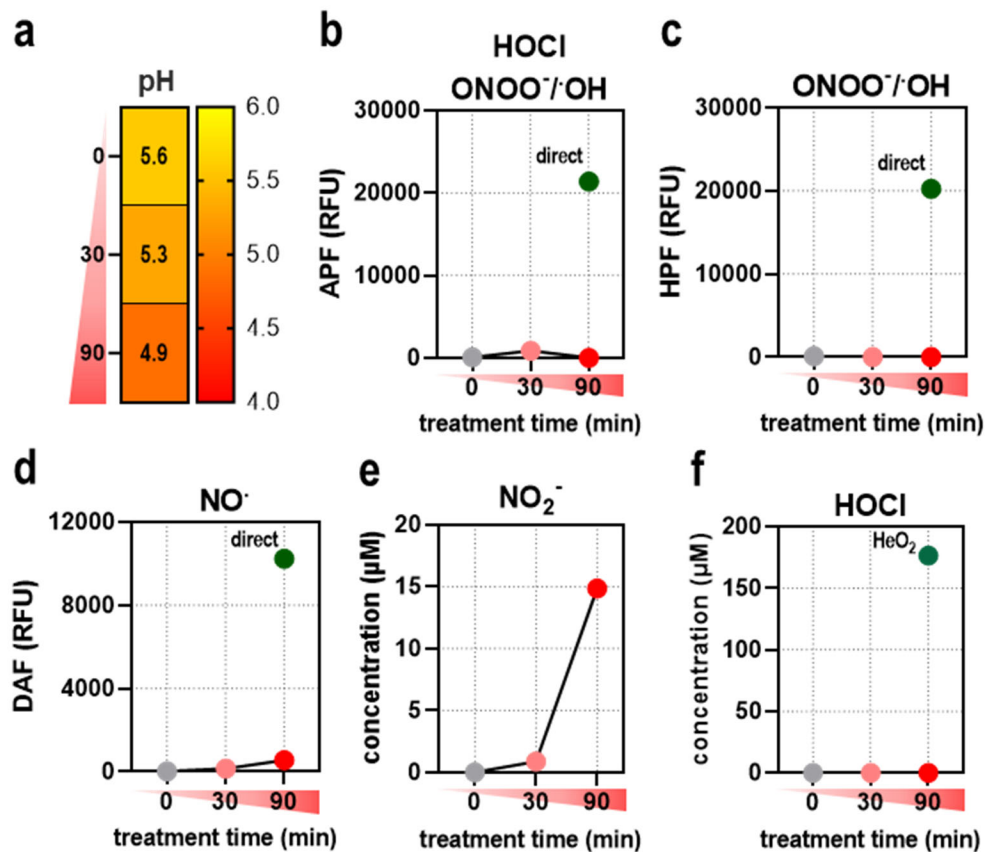 a
pH
0
30
90
5.6
5.3
4.9
6.0
5.5
5.0
4.5
4.0
b
HOCl
ONOO⁻/·OH
APF (RFU)
30000
20000
10000
0
direct
0 30 90
treatment time (min)
c
ONOO⁻/·OH
HPF (RFU)
30000
20000
10000
0
direct
0 30 90
treatment time (min)
d
NO·
DAF (RFU)
12000
8000
4000
0
direct
0 30 90
treatment time (min)
e
NO₂⁻
concentration (µM)
20
15
10
5
0
0 30 90
treatment time (min)
f
HOCl
concentration (µM)
200
150
100
50
0
HeO₂
0 30 90
treatment time (min)